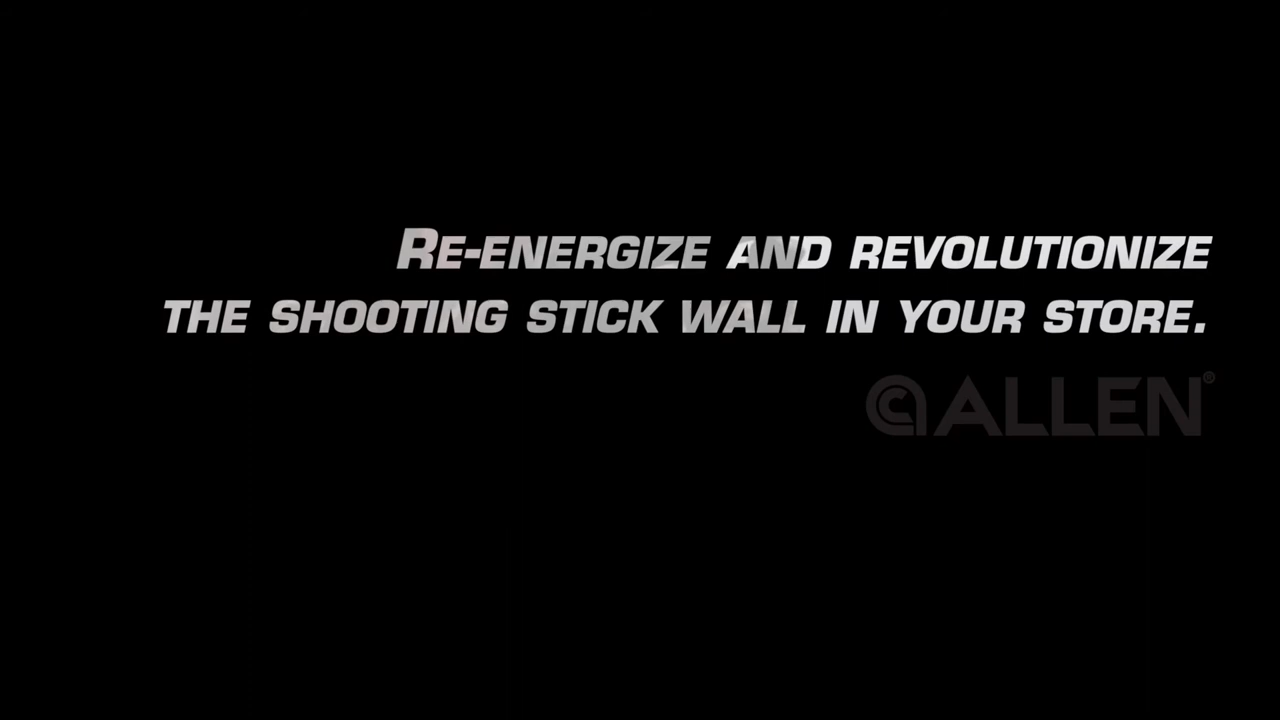 RE-ENERGIZE AND REVOLUTIONIZE
THE SHOOTING STICK WALL IN YOUR STORE.
ALLEN®